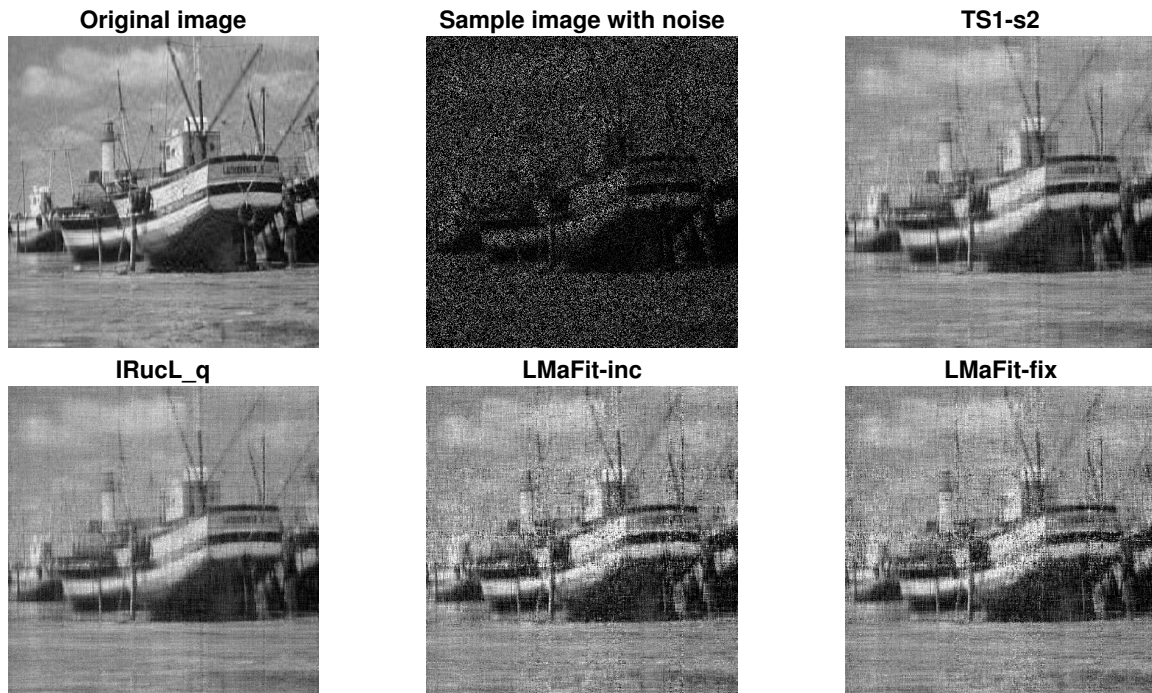 Original image
Sample image with noise
TS1-s2
IRucL_q
LMaFit-inc
LMaFit-fix